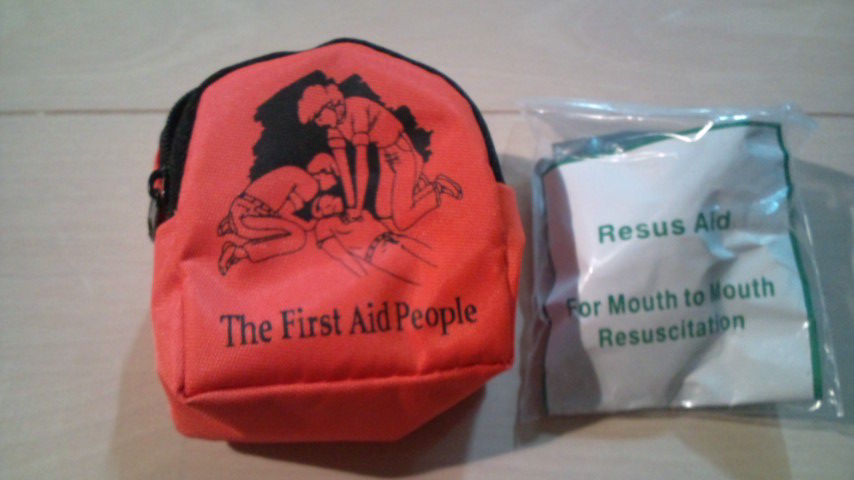 The First Aid People
Resus Aid
For Mouth to Mouth
Resuscitation